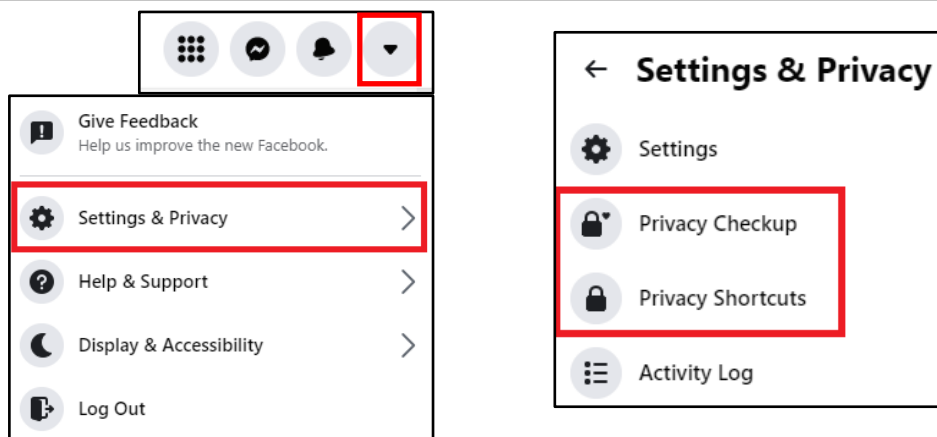 Give Feedback
Help us improve the new Facebook.
Settings & Privacy
Help & Support
Display & Accessibility
Log Out
← Settings & Privacy
Settings
Privacy Checkup
Privacy Shortcuts
Activity Log